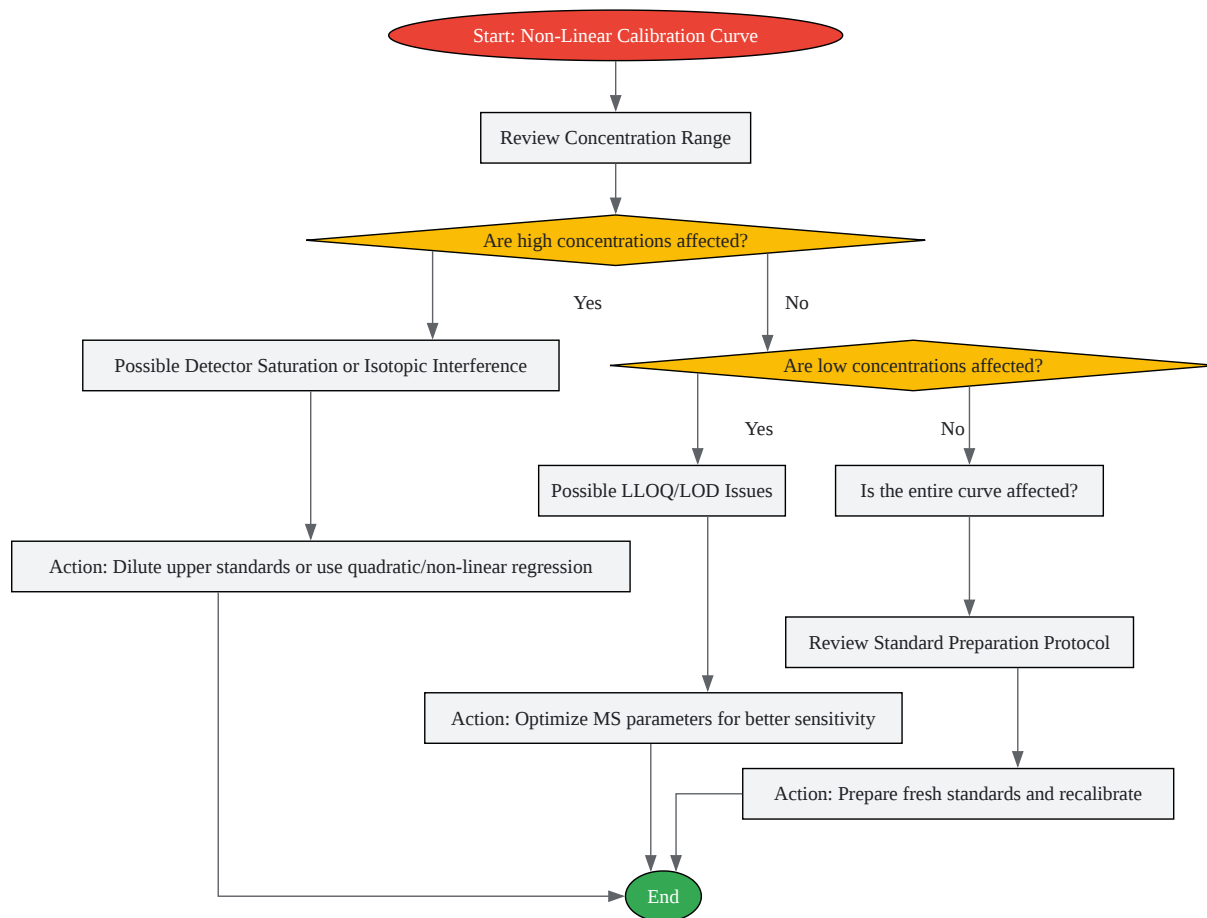 Start: Non-Linear Calibration Curve
Review Concentration Range
Are high concentrations affected?
Yes
No
Possible Detector Saturation or Isotopic Interference
Are low concentrations affected?
Yes
No
Possible LLOQ/LOD Issues
Is the entire curve affected?
Action: Dilute upper standards or use quadratic/non-linear regression
Review Standard Preparation Protocol
Action: Optimize MS parameters for better sensitivity
Action: Prepare fresh standards and recalibrate
End